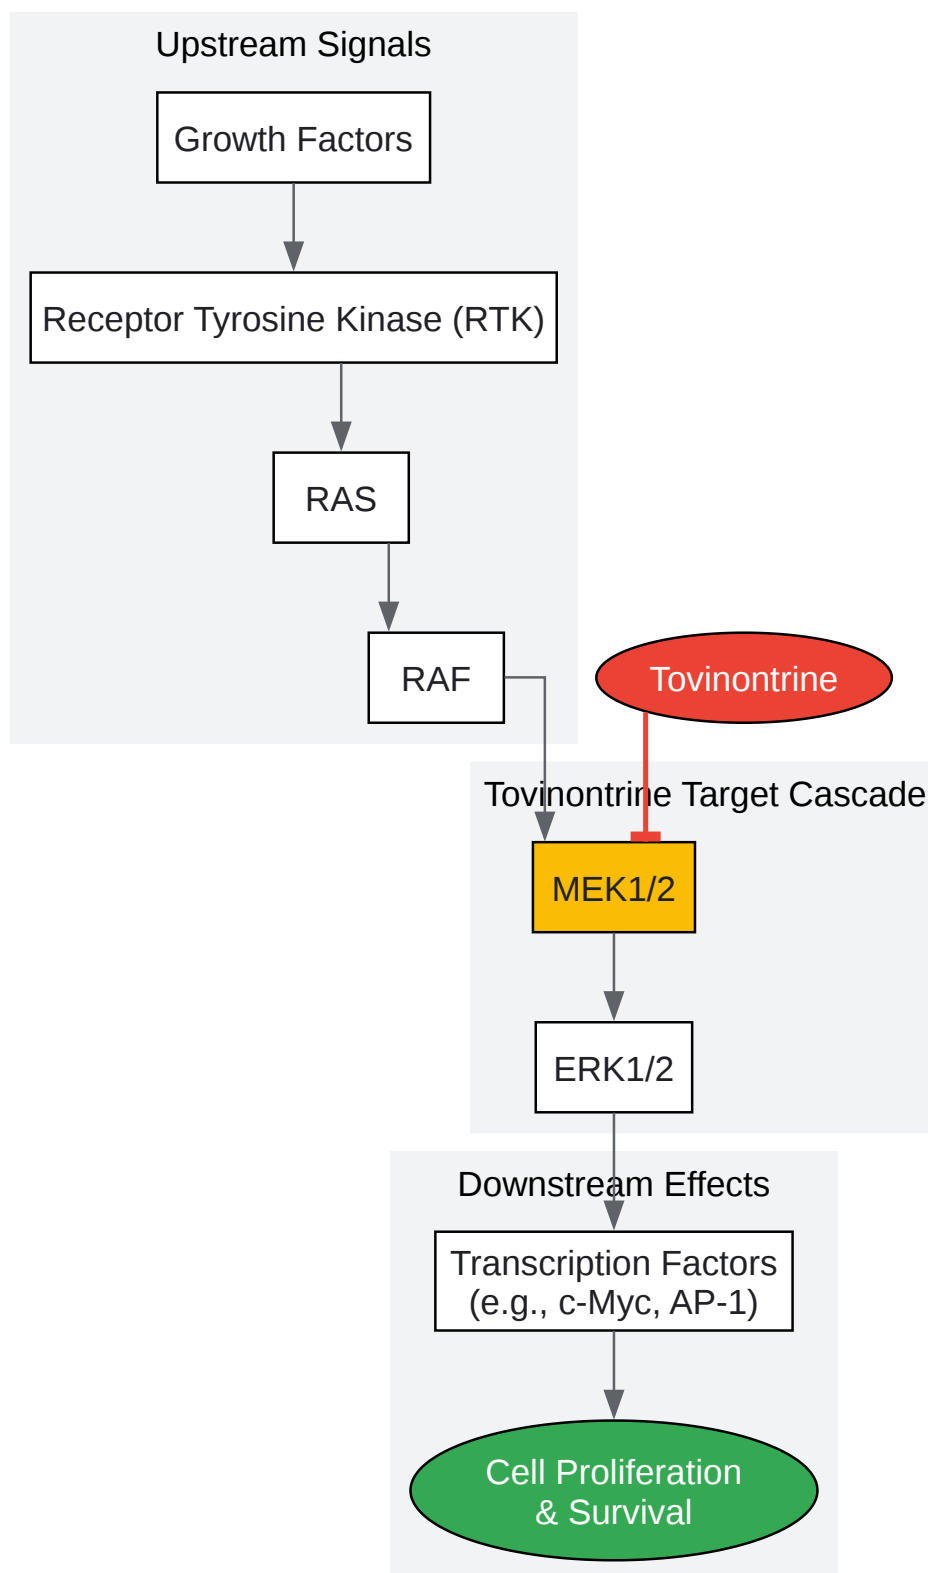 Upstream Signals
Growth Factors
Receptor Tyrosine Kinase (RTK)
RAS
RAF
Tovinontrine
Tovinontrine Target Cascade
MEK1/2
ERK1/2
Downstream Effects
Transcription Factors
(e.g., c-Myc, AP-1)
Cell Proliferation
& Survival